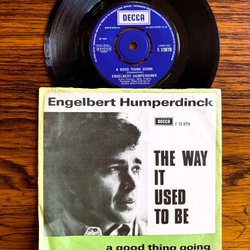 DECCA
F.12879
A GOOD THING GOING
ENGELBERT HUMPERDINCK
Engelbert Humperdinck
DECCA
F 12 879
THE WAY
IT
USED
TO BE
a good thing going